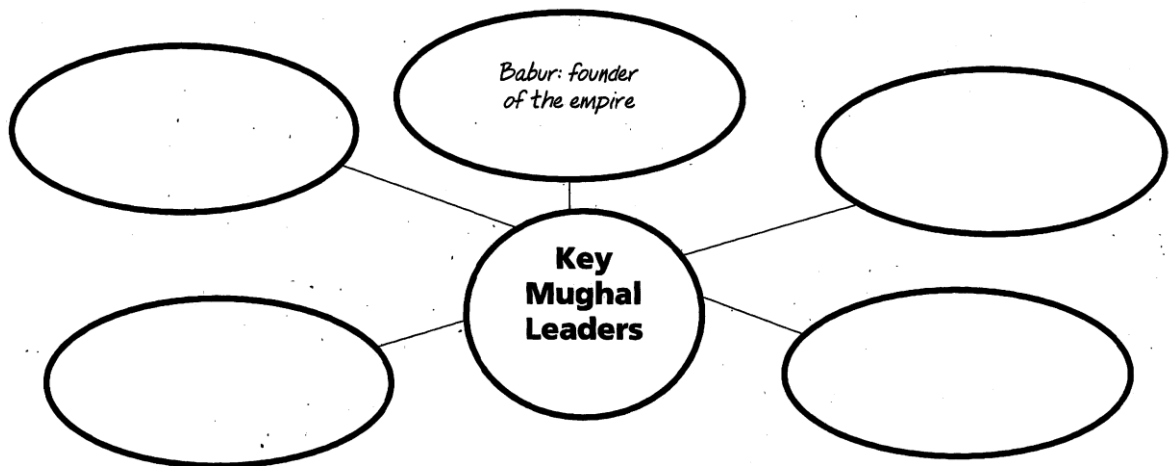 Babur: founder
of the empire
Key
Mughal
Leaders